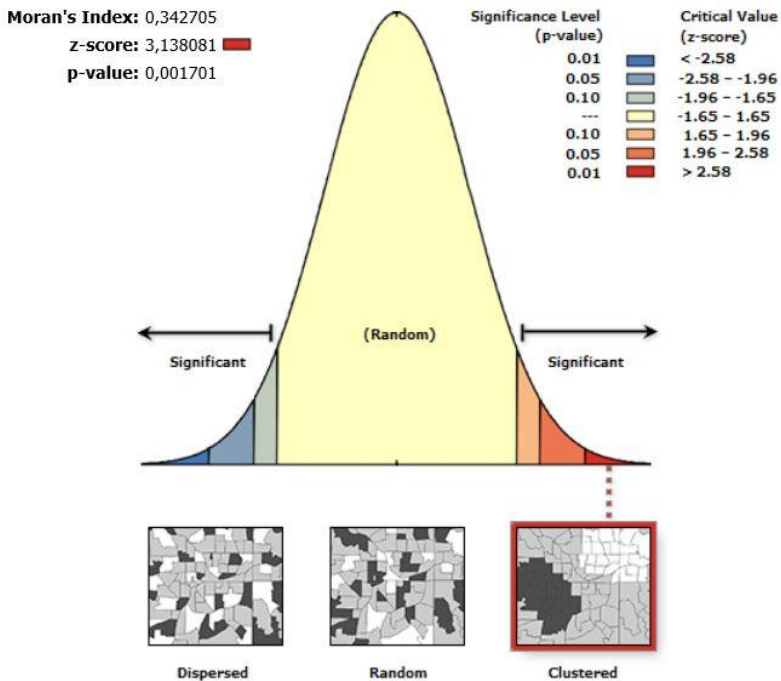 Moran's Index: 0,342705
z-score: 3,138081
p-value: 0,001701
Significance Level
(p-value)
Critical Value
(z-score)
0.01 < -2.58
0.05 -2.58 – -1.96
0.10 -1.96 – -1.65
--- -1.65 – 1.65
0.10 1.65 – 1.96
0.05 1.96 – 2.58
0.01 > 2.58
(Random)
Significant
Significant
Dispersed
Random
Clustered